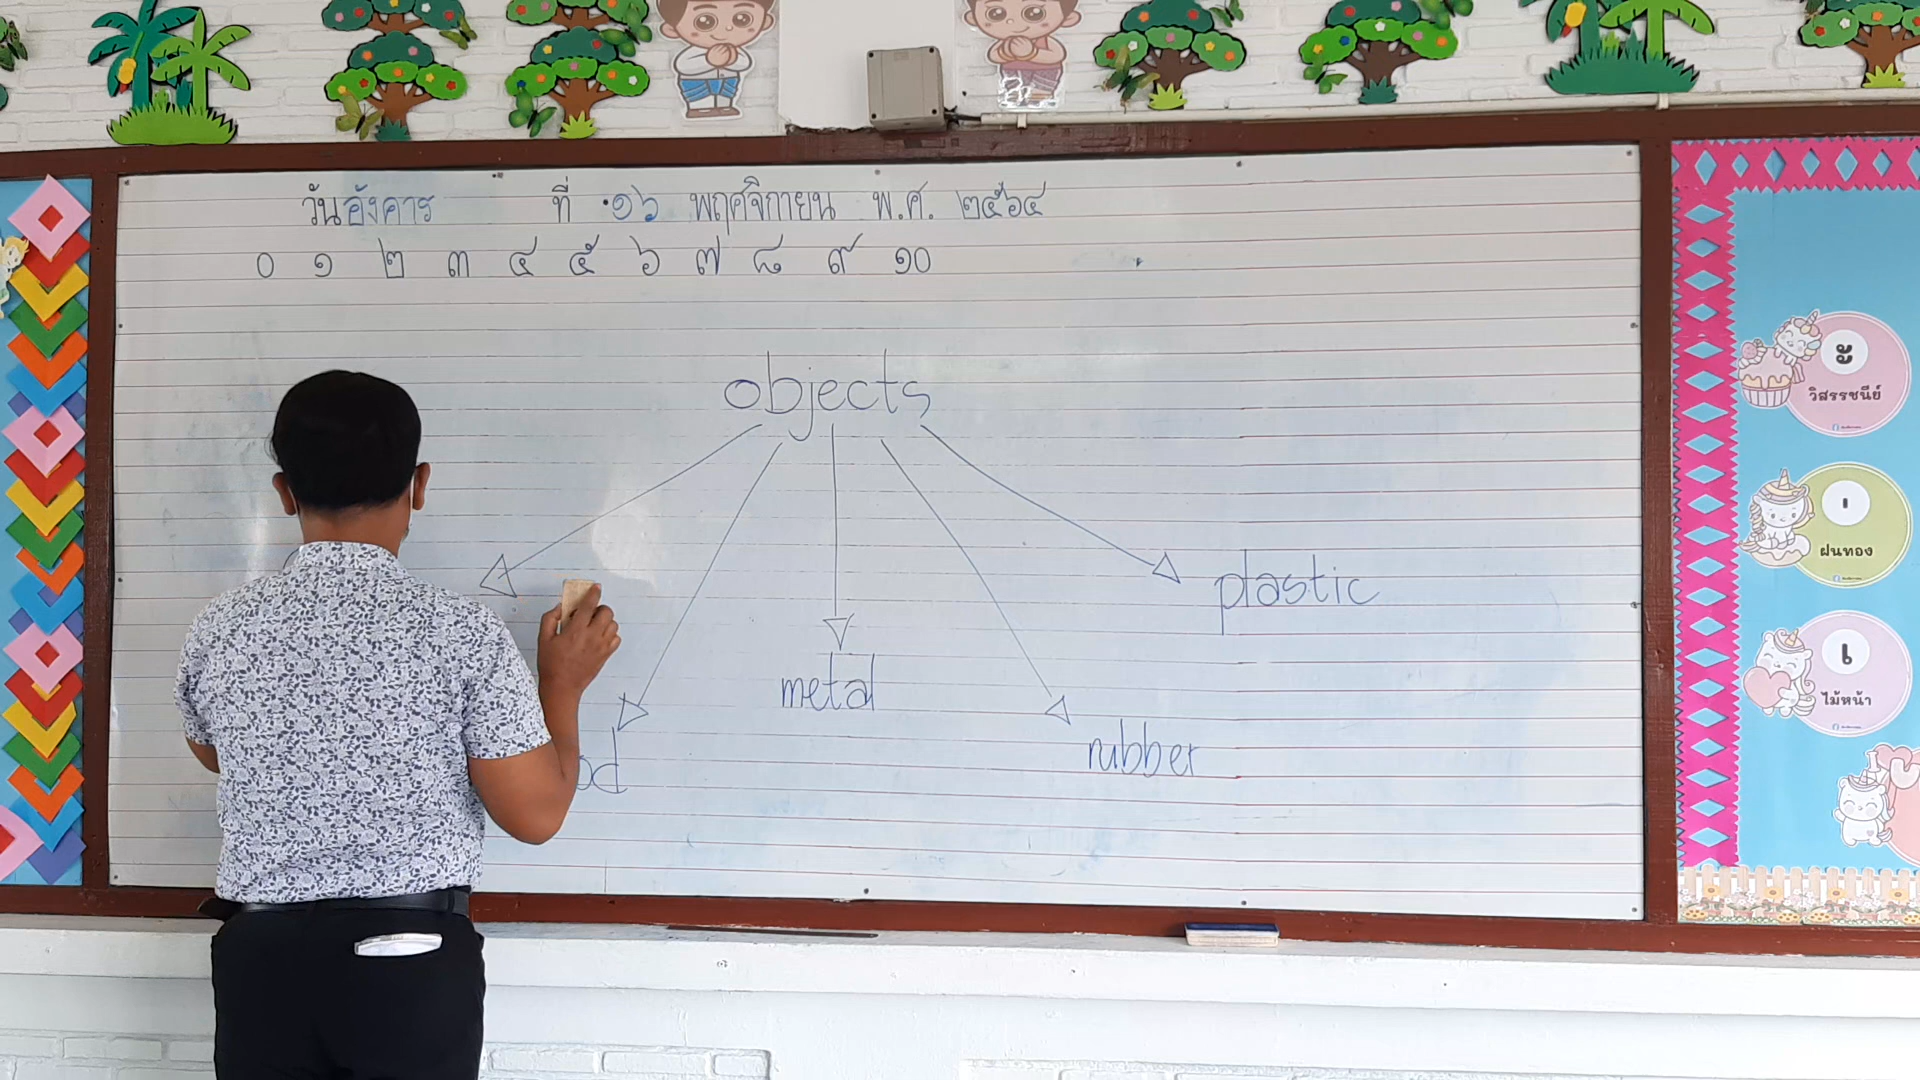 วันอังคาร ที่ ๑๖ พฤศจิกายน พ.ศ. ๒๕๖๔
๐ ๑ ๒ ๓ ๔ ๕ ๖ ๗ ๘ ๙ ๑๐
objects
plastic
metal
rubber
od
ะ
วิสรรชนีย์
ฝนทอง
เ
ไม้หน้า